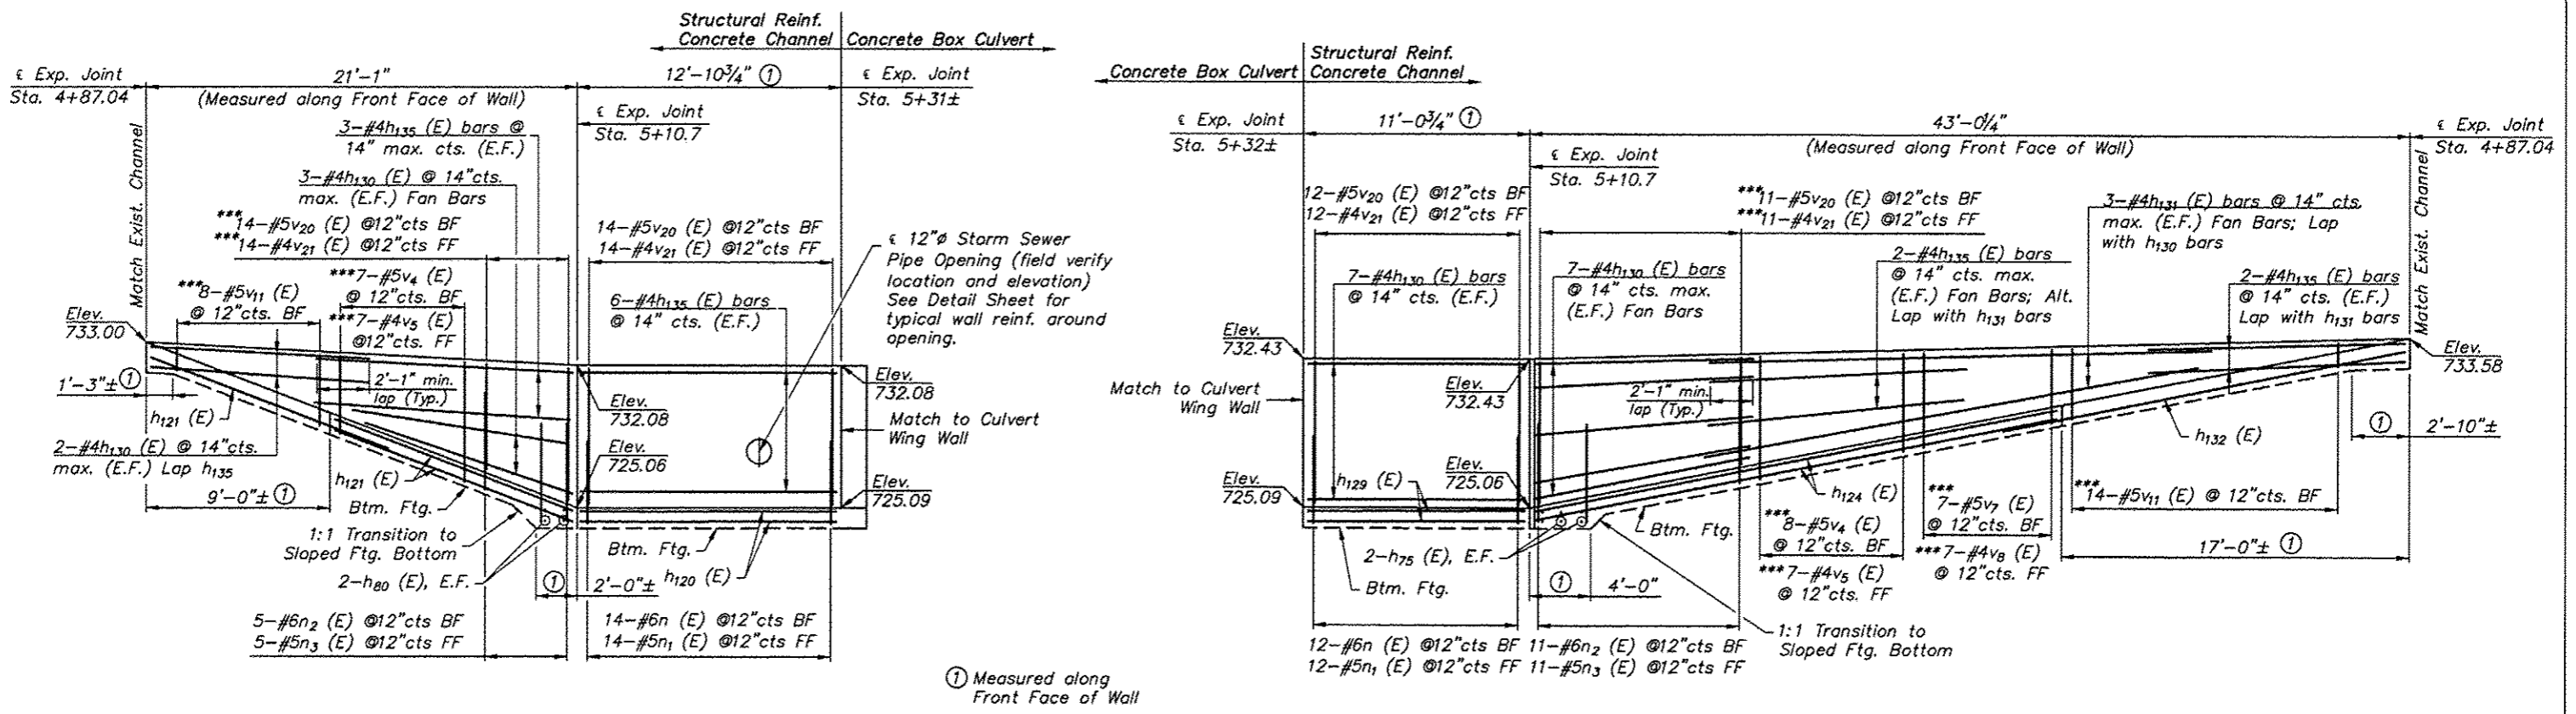 Structural Reinf.
Concrete Channel
Concrete Box Culvert
℄ Exp. Joint
Sta. 4+87.04
21'-1"
(Measured along Front Face of Wall)
12'-10¾" ①
℄ Exp. Joint
Sta. 5+31±
℄ Exp. Joint
Sta. 5+10.7
Match Exist. Channel
3-#4h135 (E) bars @
14" max. cts. (E.F.)
3-#4h130 (E) @ 14"cts.
max. (E.F.) Fan Bars
***14-#5v20 (E) @12"cts BF
***14-#4v21 (E) @12"cts FF
14-#5v20 (E) @12"cts BF
14-#4v21 (E) @12"cts FF
℄ 12"ø Storm Sewer
Pipe Opening (field verify
location and elevation)
See Detail Sheet for
typical wall reinf. around
opening.
***8-#5v11 (E)
@ 12"cts. BF
***7-#5v4 (E)
@ 12"cts. BF
***7-#4v5 (E)
@12"cts. FF
6-#4h135 (E) bars
@ 14" cts. (E.F.)
Elev.
733.00
1'-3"± ①
h121 (E)
2'-1" min.
lap (Typ.)
Elev.
732.08
Elev.
732.08
Match to Culvert
Wing Wall
2-#4h130 (E) @ 14"cts.
max. (E.F.) Lap h135
h121 (E)
Elev.
725.06
Elev.
725.09
9'-0"± ①
Btm. Ftg.
1:1 Transition to
Sloped Ftg. Bottom
Btm. Ftg.
2-h80 (E), E.F.
h120 (E)
① 2'-0"±
5-#6n2 (E) @12"cts BF
5-#5n3 (E) @12"cts FF
14-#6n (E) @12"cts BF
14-#5n1 (E) @12"cts FF
① Measured along
Front Face of Wall
Concrete Box Culvert
Structural Reinf.
Concrete Channel
℄ Exp. Joint
Sta. 5+32±
11'-0¾" ①
43'-0¼"
(Measured along Front Face of Wall)
℄ Exp. Joint
Sta. 4+87.04
℄ Exp. Joint
Sta. 5+10.7
Match Exist. Channel
12-#5v20 (E) @12"cts BF
12-#4v21 (E) @12"cts FF
***11-#5v20 (E) @12"cts BF
***11-#4v21 (E) @12"cts FF
3-#4h131 (E) bars @ 14" cts.
max. (E.F.) Fan Bars; Lap
with h130 bars
7-#4h130 (E) bars
@ 14" cts. (E.F.)
7-#4h130 (E) bars
@ 14" cts. max.
(E.F.) Fan Bars
2-#4h135 (E) bars
@ 14" cts. max.
(E.F.) Fan Bars; Alt.
Lap with h131 bars
2-#4h135 (E) bars
@ 14" cts. (E.F.)
Lap with h131 bars
Elev.
732.43
Elev.
732.43
Match to Culvert
Wing Wall
2'-1" min.
lap (Typ.)
Elev.
733.58
① 2'-10"±
h132 (E)
Elev.
725.09
h129 (E)
Elev.
725.06
h124 (E)
2-h75 (E), E.F.
Btm. Ftg.
Btm. Ftg.
① 4'-0"
***8-#5v4 (E)
@ 12"cts. BF
***7-#4v5 (E)
@ 12"cts. FF
***
7-#5v7 (E)
@ 12"cts. BF
***7-#4v8 (E)
@ 12"cts. FF
***14-#5v11 (E) @ 12"cts. BF
17'-0"± ①
1:1 Transition to
Sloped Ftg. Bottom
12-#6n (E) @12"cts BF
12-#5n1 (E) @12"cts FF
11-#6n2 (E) @12"cts BF
11-#5n3 (E) @12"cts FF